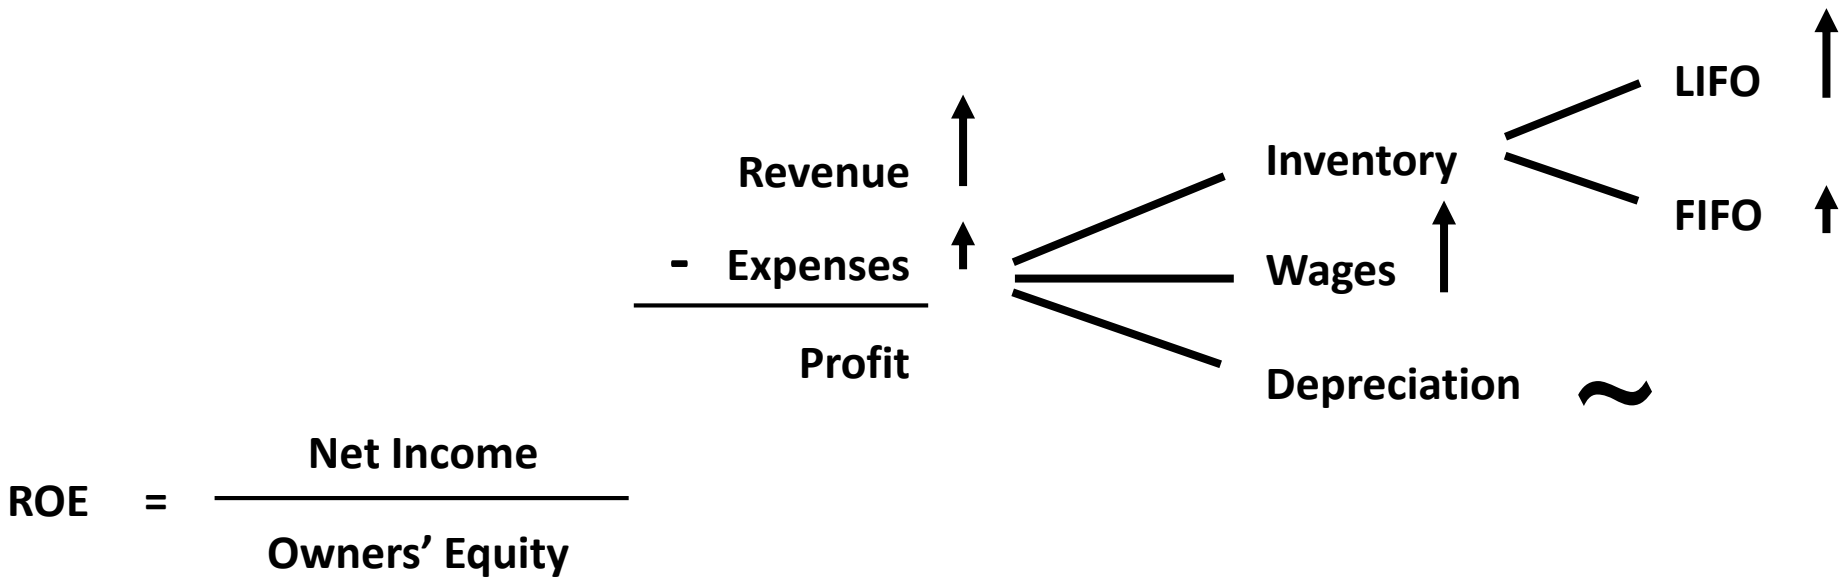 LIFO
Revenue
Inventory
FIFO
- Expenses
Wages
Profit
Depreciation ~
Net Income
ROE =
Owners’ Equity